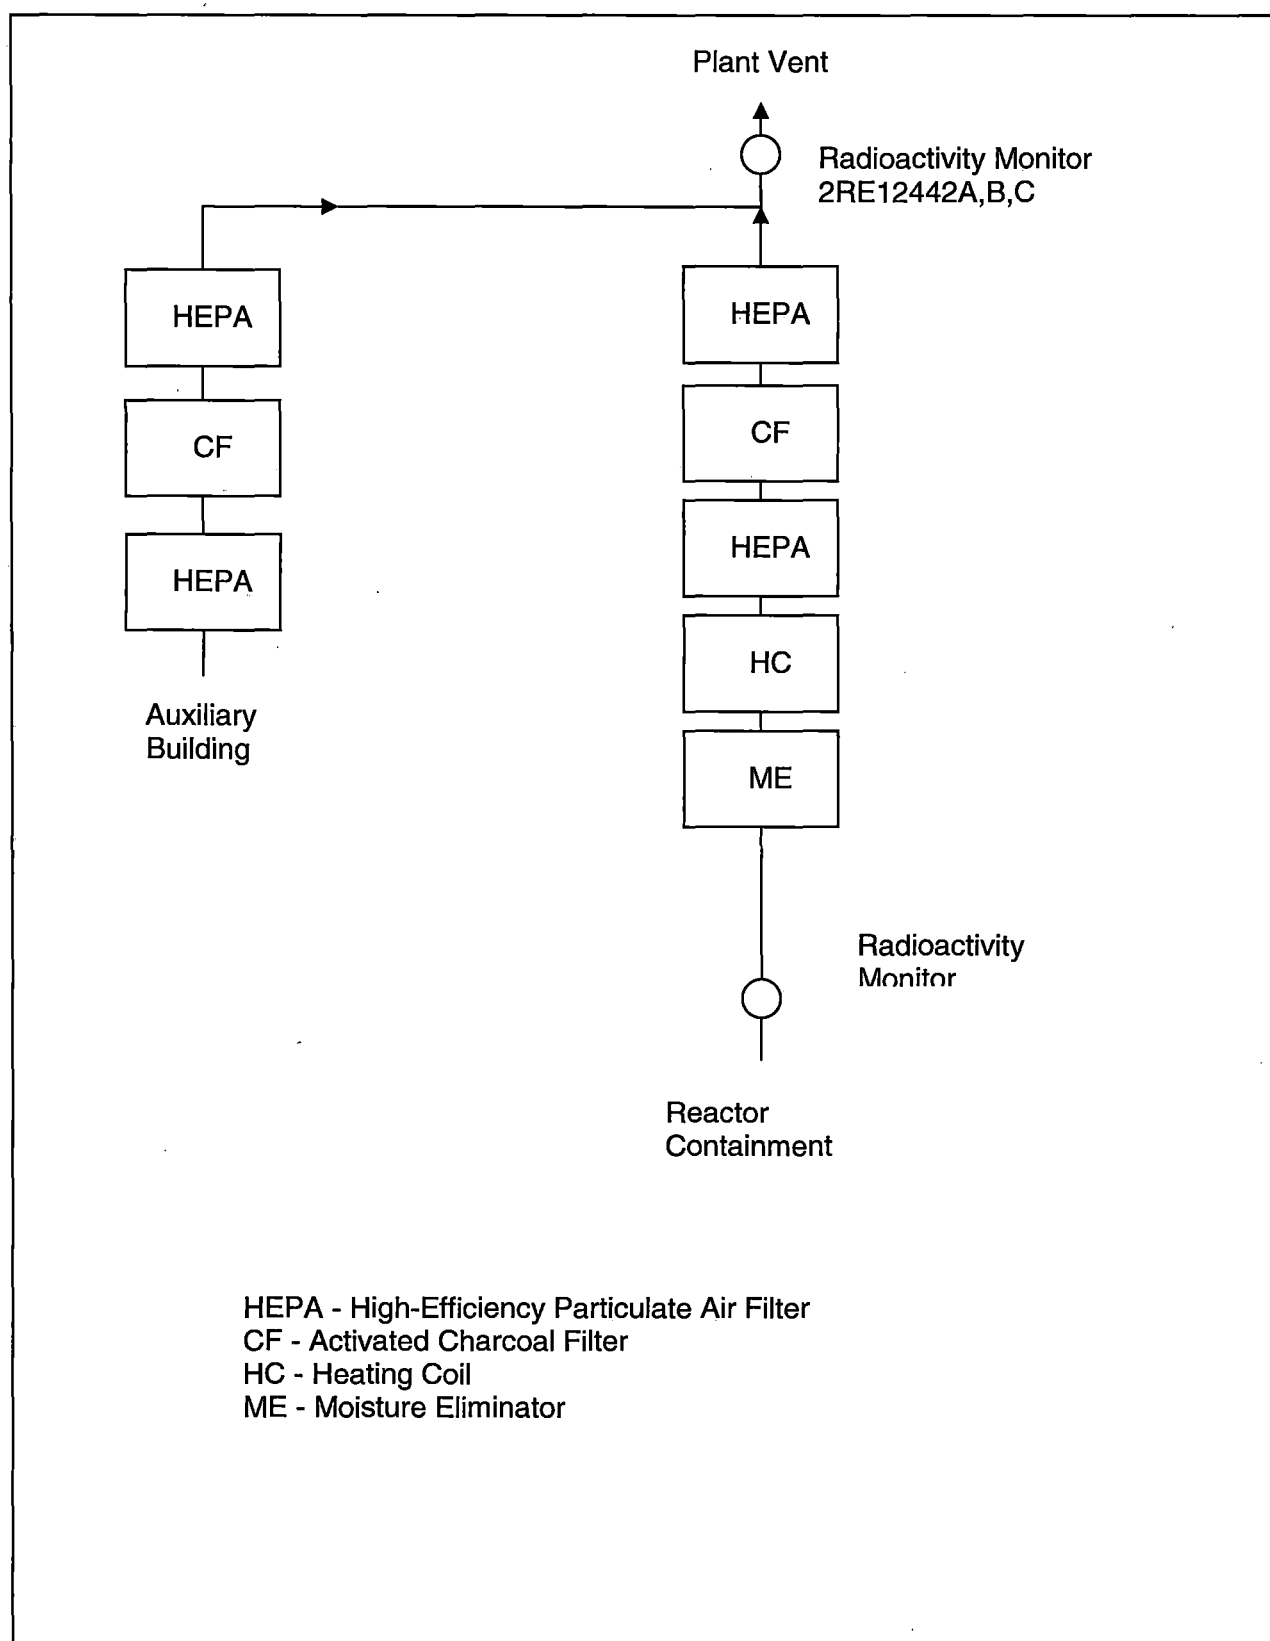 Plant Vent
Radioactivity Monitor
2RE12442A,B,C
HEPA
CF
HEPA
Auxiliary
Building
HEPA
CF
HEPA
HC
ME
Radioactivity
Monitor
Reactor
Containment
HEPA - High-Efficiency Particulate Air Filter
CF - Activated Charcoal Filter
HC - Heating Coil
ME - Moisture Eliminator